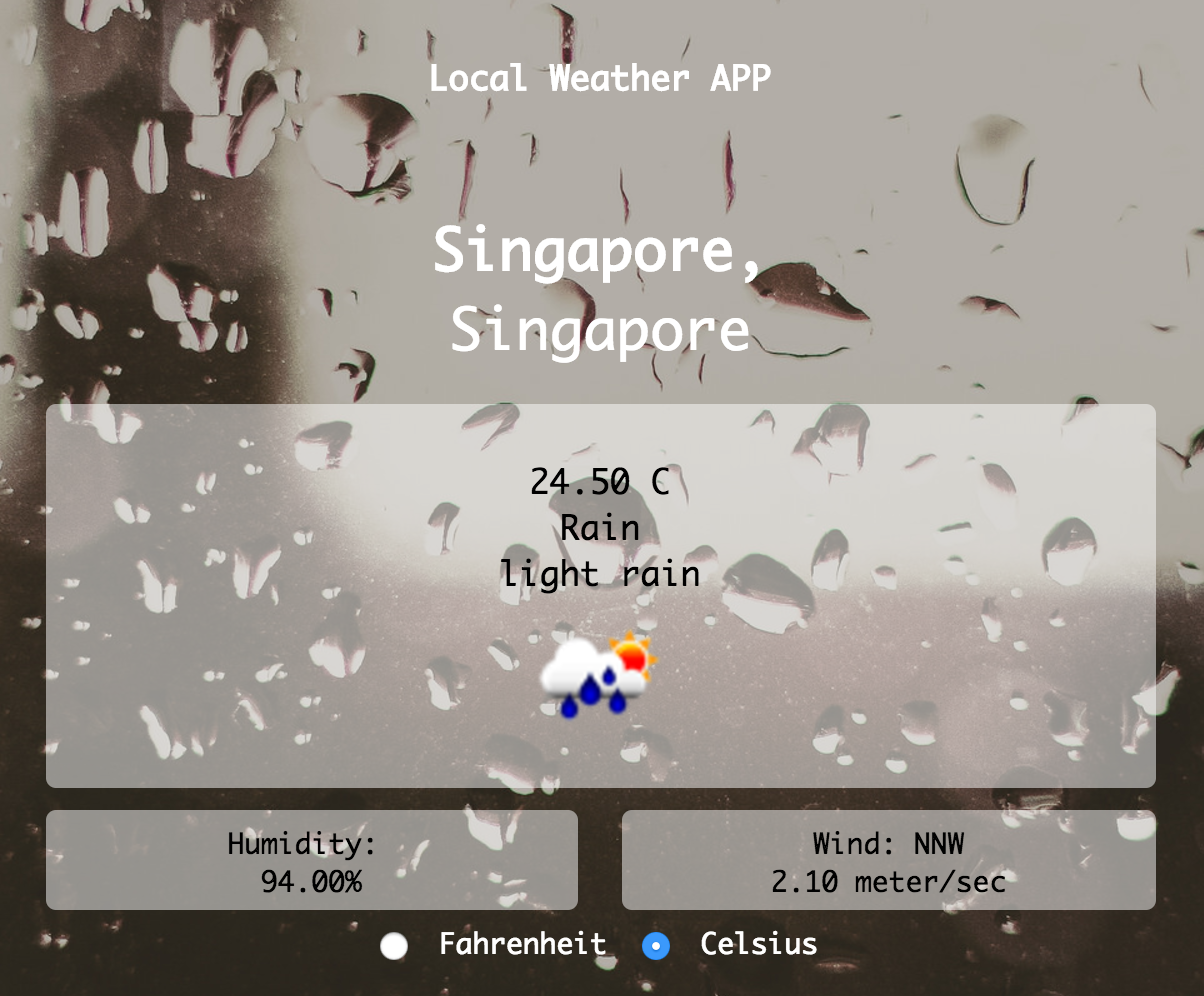 Local Weather APP
Singapore,
Singapore
24.50 C
Rain
light rain
Humidity:
94.00%
Wind: NNW
2.10 meter/sec
Fahrenheit Celsius